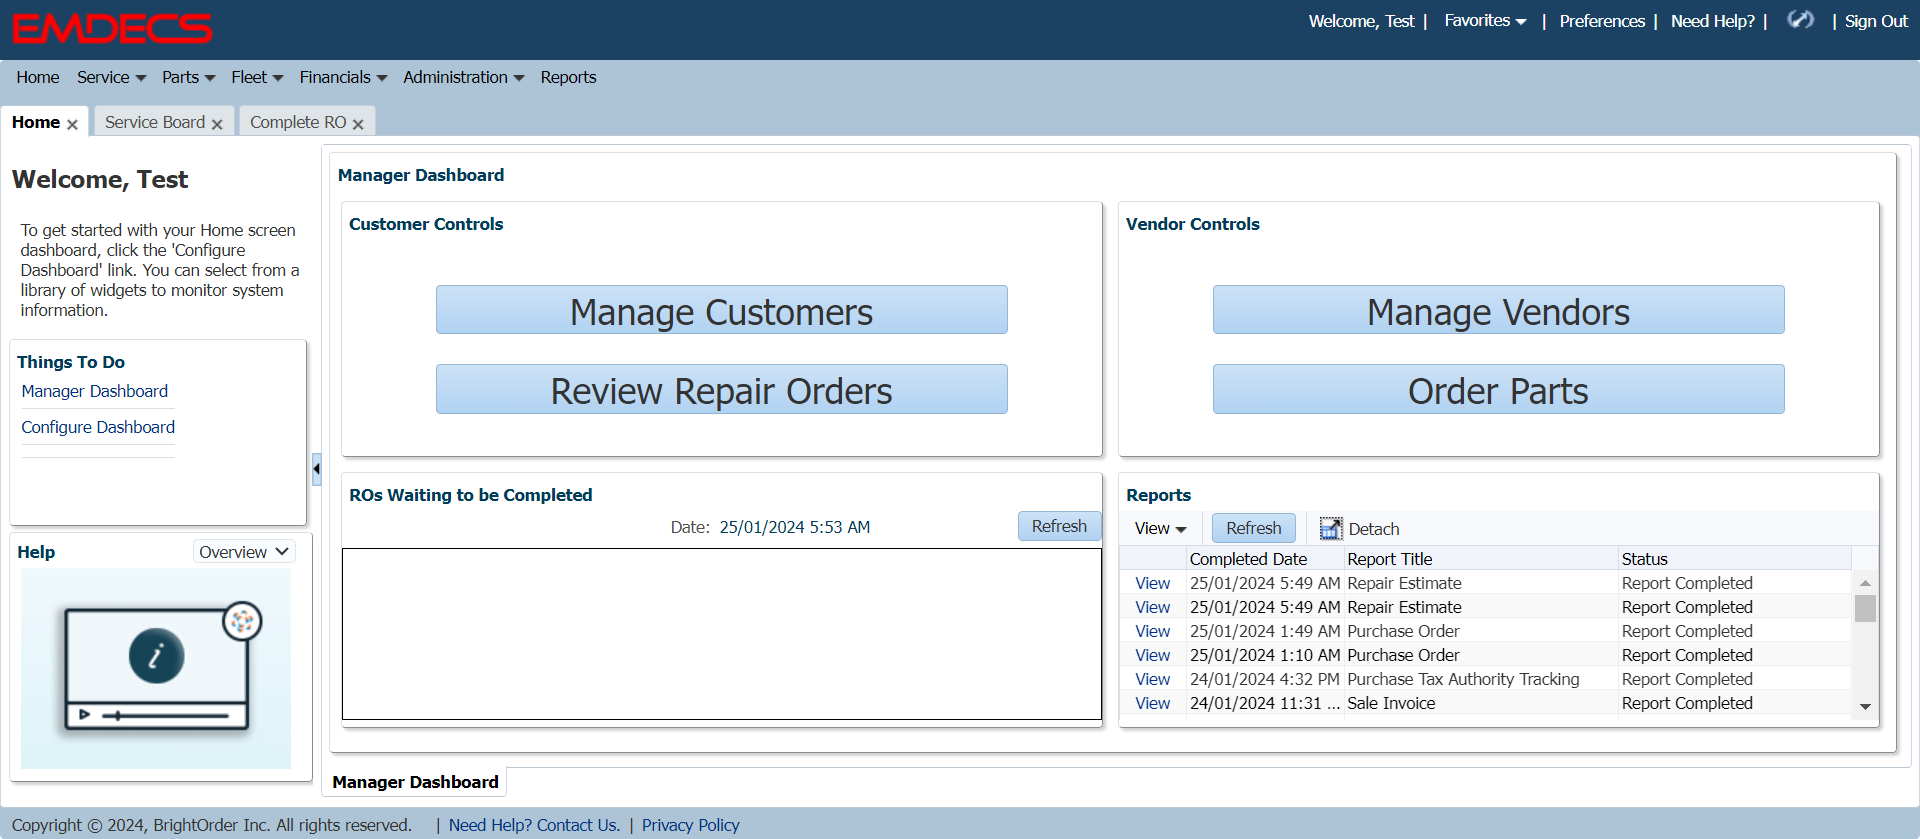 EMDECS
Welcome, Test | Favorites | Preferences | Need Help? | | Sign Out
Home Service Parts Fleet Financials Administration Reports
Home Service Board Complete RO
Welcome, Test
To get started with your Home screen
dashboard, click the 'Configure
Dashboard' link. You can select from a
library of widgets to monitor system
information.
Things To Do
Manager Dashboard
Configure Dashboard
Help Overview
i
Manager Dashboard
Customer Controls
Manage Customers
Review Repair Orders
Vendor Controls
Manage Vendors
Order Parts
ROs Waiting to be Completed
Date: 25/01/2024 5:53 AM Refresh
Reports
View Refresh Detach
Completed Date Report Title Status
View 25/01/2024 5:49 AM Repair Estimate Report Completed
View 25/01/2024 5:49 AM Repair Estimate Report Completed
View 25/01/2024 1:49 AM Purchase Order Report Completed
View 25/01/2024 1:10 AM Purchase Order Report Completed
View 24/01/2024 4:32 PM Purchase Tax Authority Tracking Report Completed
View 24/01/2024 11:31 ... Sale Invoice Report Completed
Manager Dashboard
Copyright © 2024, BrightOrder Inc. All rights reserved. | Need Help? Contact Us. | Privacy Policy